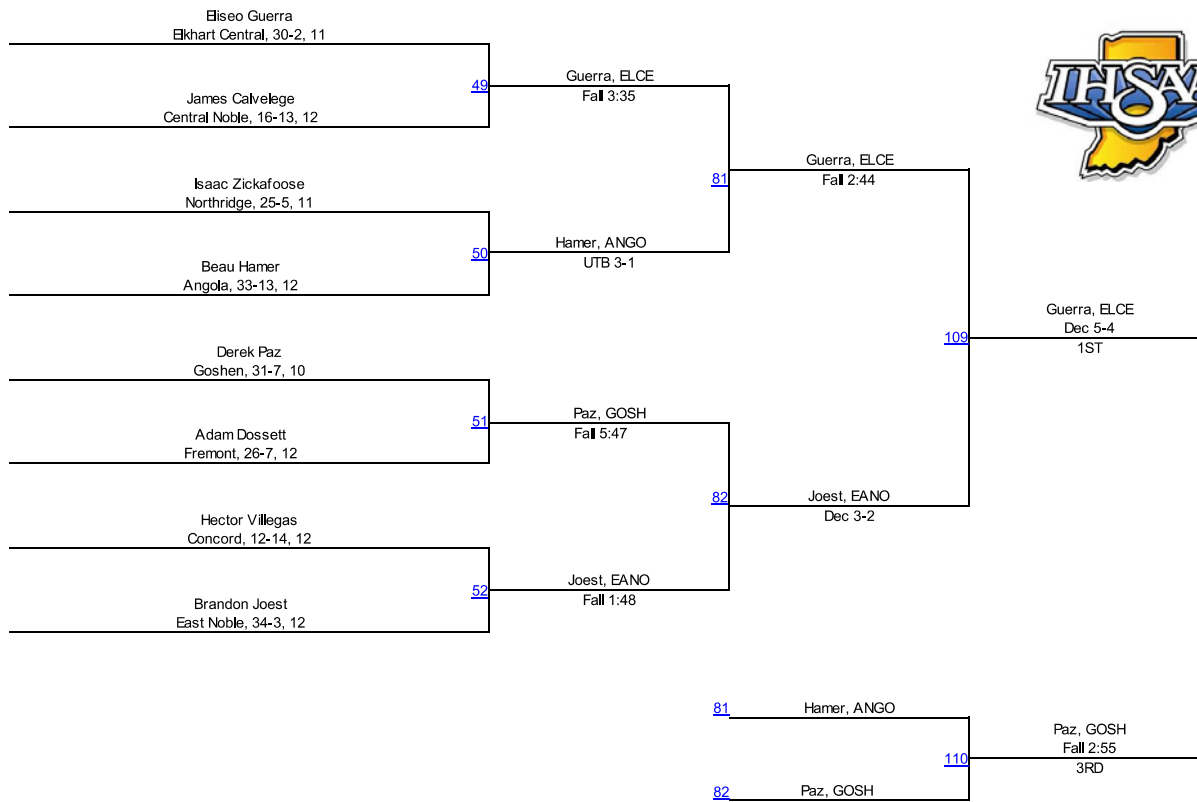 Eliseo Guerra
Elkhart Central, 30-2, 11
49
James Calvelege
Central Noble, 16-13, 12
Guerra, ELCE
Fall 3:35
IHSAA
Isaac Zickafoose
Northridge, 25-5, 11
50
Beau Hamer
Angola, 33-13, 12
Hamer, ANGO
UTB 3-1
81
Guerra, ELCE
Fall 2:44
Derek Paz
Goshen, 31-7, 10
51
Adam Dossett
Fremont, 26-7, 12
Paz, GOSH
Fall 5:47
Hector Villegas
Concord, 12-14, 12
52
Brandon Joest
East Noble, 34-3, 12
Joest, EANO
Fall 1:48
82
Joest, EANO
Dec 3-2
109
Guerra, ELCE
Dec 5-4
1ST
81
Hamer, ANGO
82
Paz, GOSH
110
Paz, GOSH
Fall 2:55
3RD